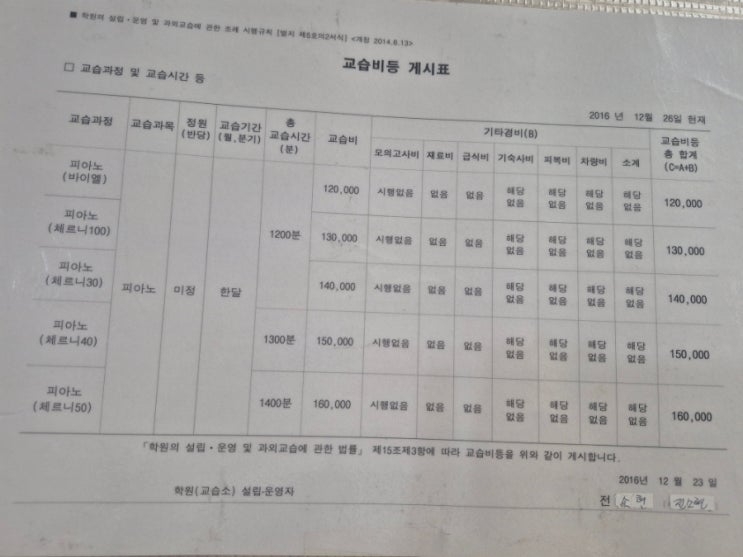 ■ 학원의 설립·운영 및 과외교습에 관한 조례 시행규칙 [별지 제5호의2서식] <개정 2014.6.13>
교습비등 게시표
□ 교습과정 및 교습시간 등
2016 년 12월 26일 현재
교습과정 교습과목 정원 (반당) 교습기간 (월,분기) 총 교습시간 (분) 교습비 기타경비(B) 교습비등 총 합계 (C=A+B)
모의고사비 재료비 급식비 기숙사비 피복비 차량비 소계
피아노 (바이엘) 120,000 시행없음 없음 없음 해당 없음 해당 없음 해당 없음 해당 없음 120,000
피아노 (체르니100) 1200분 130,000 시행없음 없음 없음 해당 없음 해당 없음 해당 없음 해당 없음 130,000
피아노 (체르니30) 피아노 미정 한달 140,000 시행없음 없음 없음 해당 없음 해당 없음 해당 없음 해당 없음 140,000
피아노 (체르니40) 1300분 150,000 시행없음 없음 없음 해당 없음 해당 없음 해당 없음 해당 없음 150,000
피아노 (체르니50) 1400분 160,000 시행없음 없음 없음 해당 없음 해당 없음 해당 없음 해당 없음 160,000
「학원의 설립·운영 및 과외교습에 관한 법률」 제15조제3항에 따라 교습비등을 위와 같이 게시합니다.
2016년 12 월 23 일
학원(교습소) 설립·운영자 전 소현